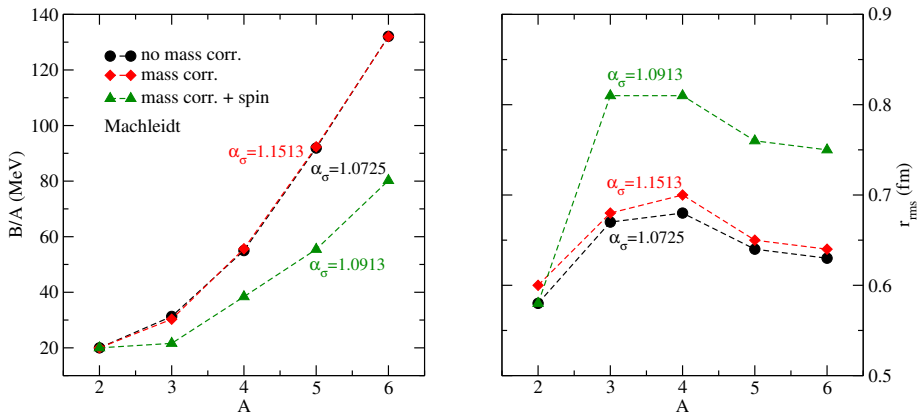 140
120
100
80
60
40
20
B/A (MeV)
no mass corr.
mass corr.
mass corr. + spin
Machleidt
α_σ=1.1513
α_σ=1.0725
α_σ=1.0913
2 3 4 5 6
A
α_σ=1.0913
α_σ=1.1513
α_σ=1.0725
0.9
0.8
0.7
0.6
0.5
r_rms (fm)
2 3 4 5 6
A